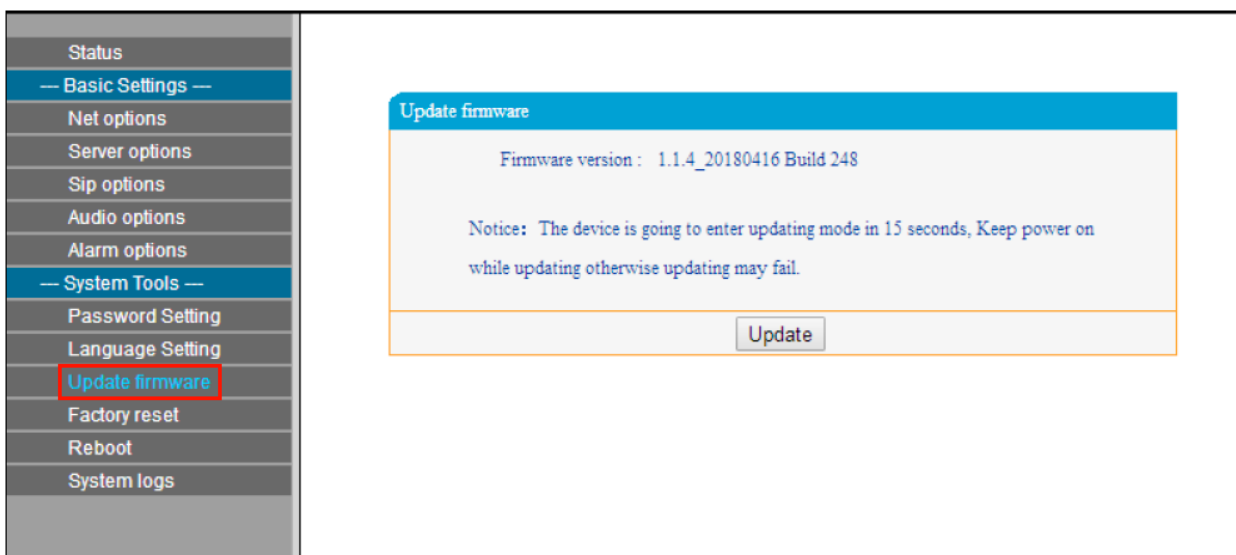 Status
--- Basic Settings ---
Net options
Server options
Sip options
Audio options
Alarm options
--- System Tools ---
Password Setting
Language Setting
Update firmware
Factory reset
Reboot
System logs
Update firmware
Firmware version : 1.1.4_20180416 Build 248
Notice: The device is going to enter updating mode in 15 seconds, Keep power on
while updating otherwise updating may fail.
Update